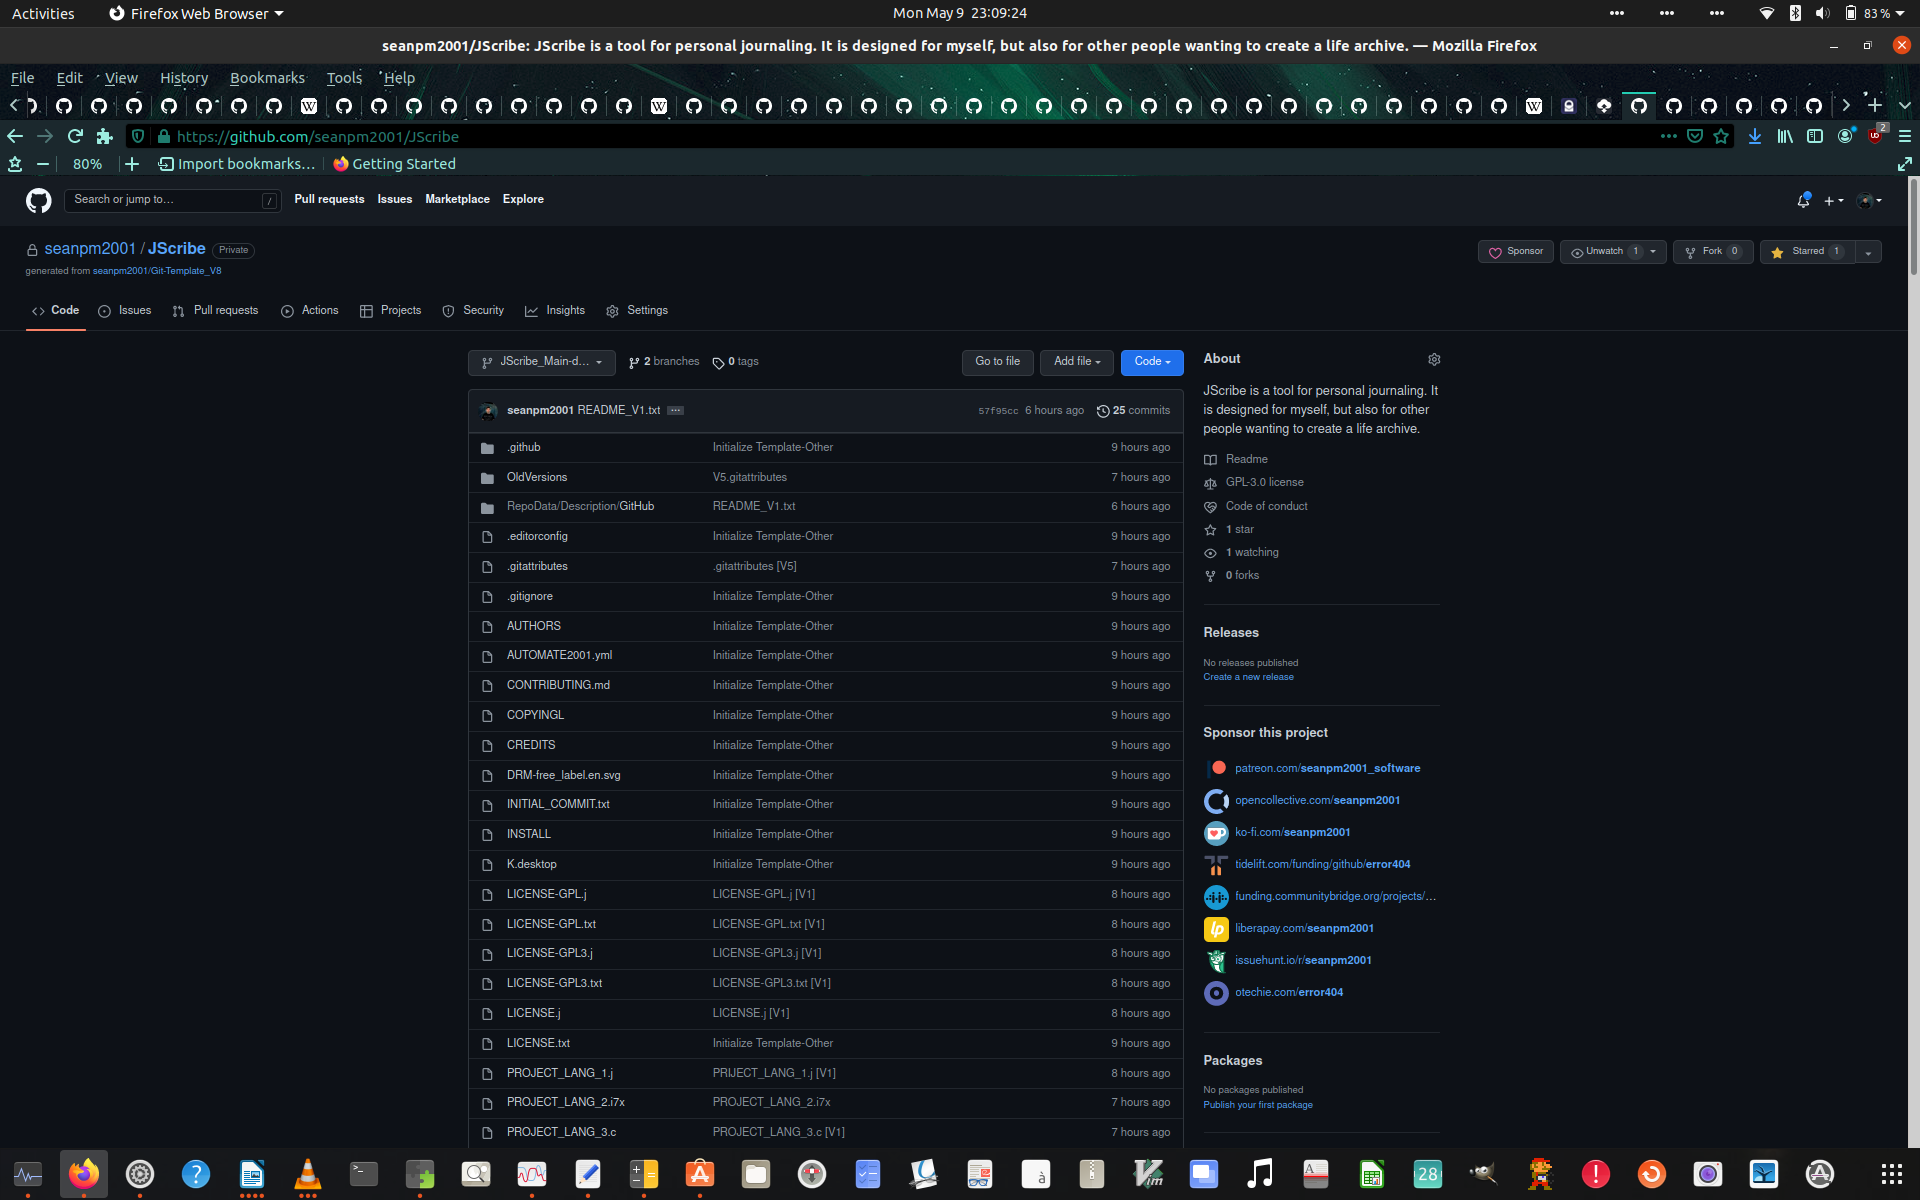 Activities Firefox Web Browser Mon May 9 23:09:24 83 %
seanpm2001/JScribe: JScribe is a tool for personal journaling. It is designed for myself, but also for other people wanting to create a life archive. — Mozilla Firefox
File Edit View History Bookmarks Tools Help
https://github.com/seanpm2001/JScribe 2
80% Import bookmarks... Getting Started
Search or jump to... / Pull requests Issues Marketplace Explore
seanpm2001 / JScribe Private Sponsor Unwatch 1 Fork 0 Starred 1
generated from seanpm2001/Git-Template_V8
Code Issues Pull requests Actions Projects Security Insights Settings
JScribe_Main-d... 2 branches 0 tags Go to file Add file Code
seanpm2001 README_V1.txt 57f95cc 6 hours ago 25 commits
.github Initialize Template-Other 9 hours ago
OldVersions V5.gitattributes 7 hours ago
RepoData/Description/GitHub README_V1.txt 6 hours ago
.editorconfig Initialize Template-Other 9 hours ago
.gitattributes .gitattributes [V5] 7 hours ago
.gitignore Initialize Template-Other 9 hours ago
AUTHORS Initialize Template-Other 9 hours ago
AUTOMATE2001.yml Initialize Template-Other 9 hours ago
CONTRIBUTING.md Initialize Template-Other 9 hours ago
COPYINGL Initialize Template-Other 9 hours ago
CREDITS Initialize Template-Other 9 hours ago
DRM-free_label.en.svg Initialize Template-Other 9 hours ago
INITIAL_COMMIT.txt Initialize Template-Other 9 hours ago
INSTALL Initialize Template-Other 9 hours ago
K.desktop Initialize Template-Other 9 hours ago
LICENSE-GPL.j LICENSE-GPL.j [V1] 8 hours ago
LICENSE-GPL.txt LICENSE-GPL.txt [V1] 8 hours ago
LICENSE-GPL3.j LICENSE-GPL3.j [V1] 8 hours ago
LICENSE-GPL3.txt LICENSE-GPL3.txt [V1] 8 hours ago
LICENSE.j LICENSE.j [V1] 8 hours ago
LICENSE.txt Initialize Template-Other 9 hours ago
PROJECT_LANG_1.j PRIJECT_LANG_1.j [V1] 8 hours ago
PROJECT_LANG_2.i7x PROJECT_LANG_2.i7x 7 hours ago
PROJECT_LANG_3.c PROJECT_LANG_3.c [V1] 7 hours ago
About
JScribe is a tool for personal journaling. It
is designed for myself, but also for other
people wanting to create a life archive.
Readme
GPL-3.0 license
Code of conduct
1 star
1 watching
0 forks
Releases
No releases published
Create a new release
Sponsor this project
patreon.com/seanpm2001_software
opencollective.com/seanpm2001
ko-fi.com/seanpm2001
tidelift.com/funding/github/error404
funding.communitybridge.org/projects/...
liberapay.com/seanpm2001
issuehunt.io/r/seanpm2001
otechie.com/error404
Packages
No packages published
Publish your first package
28